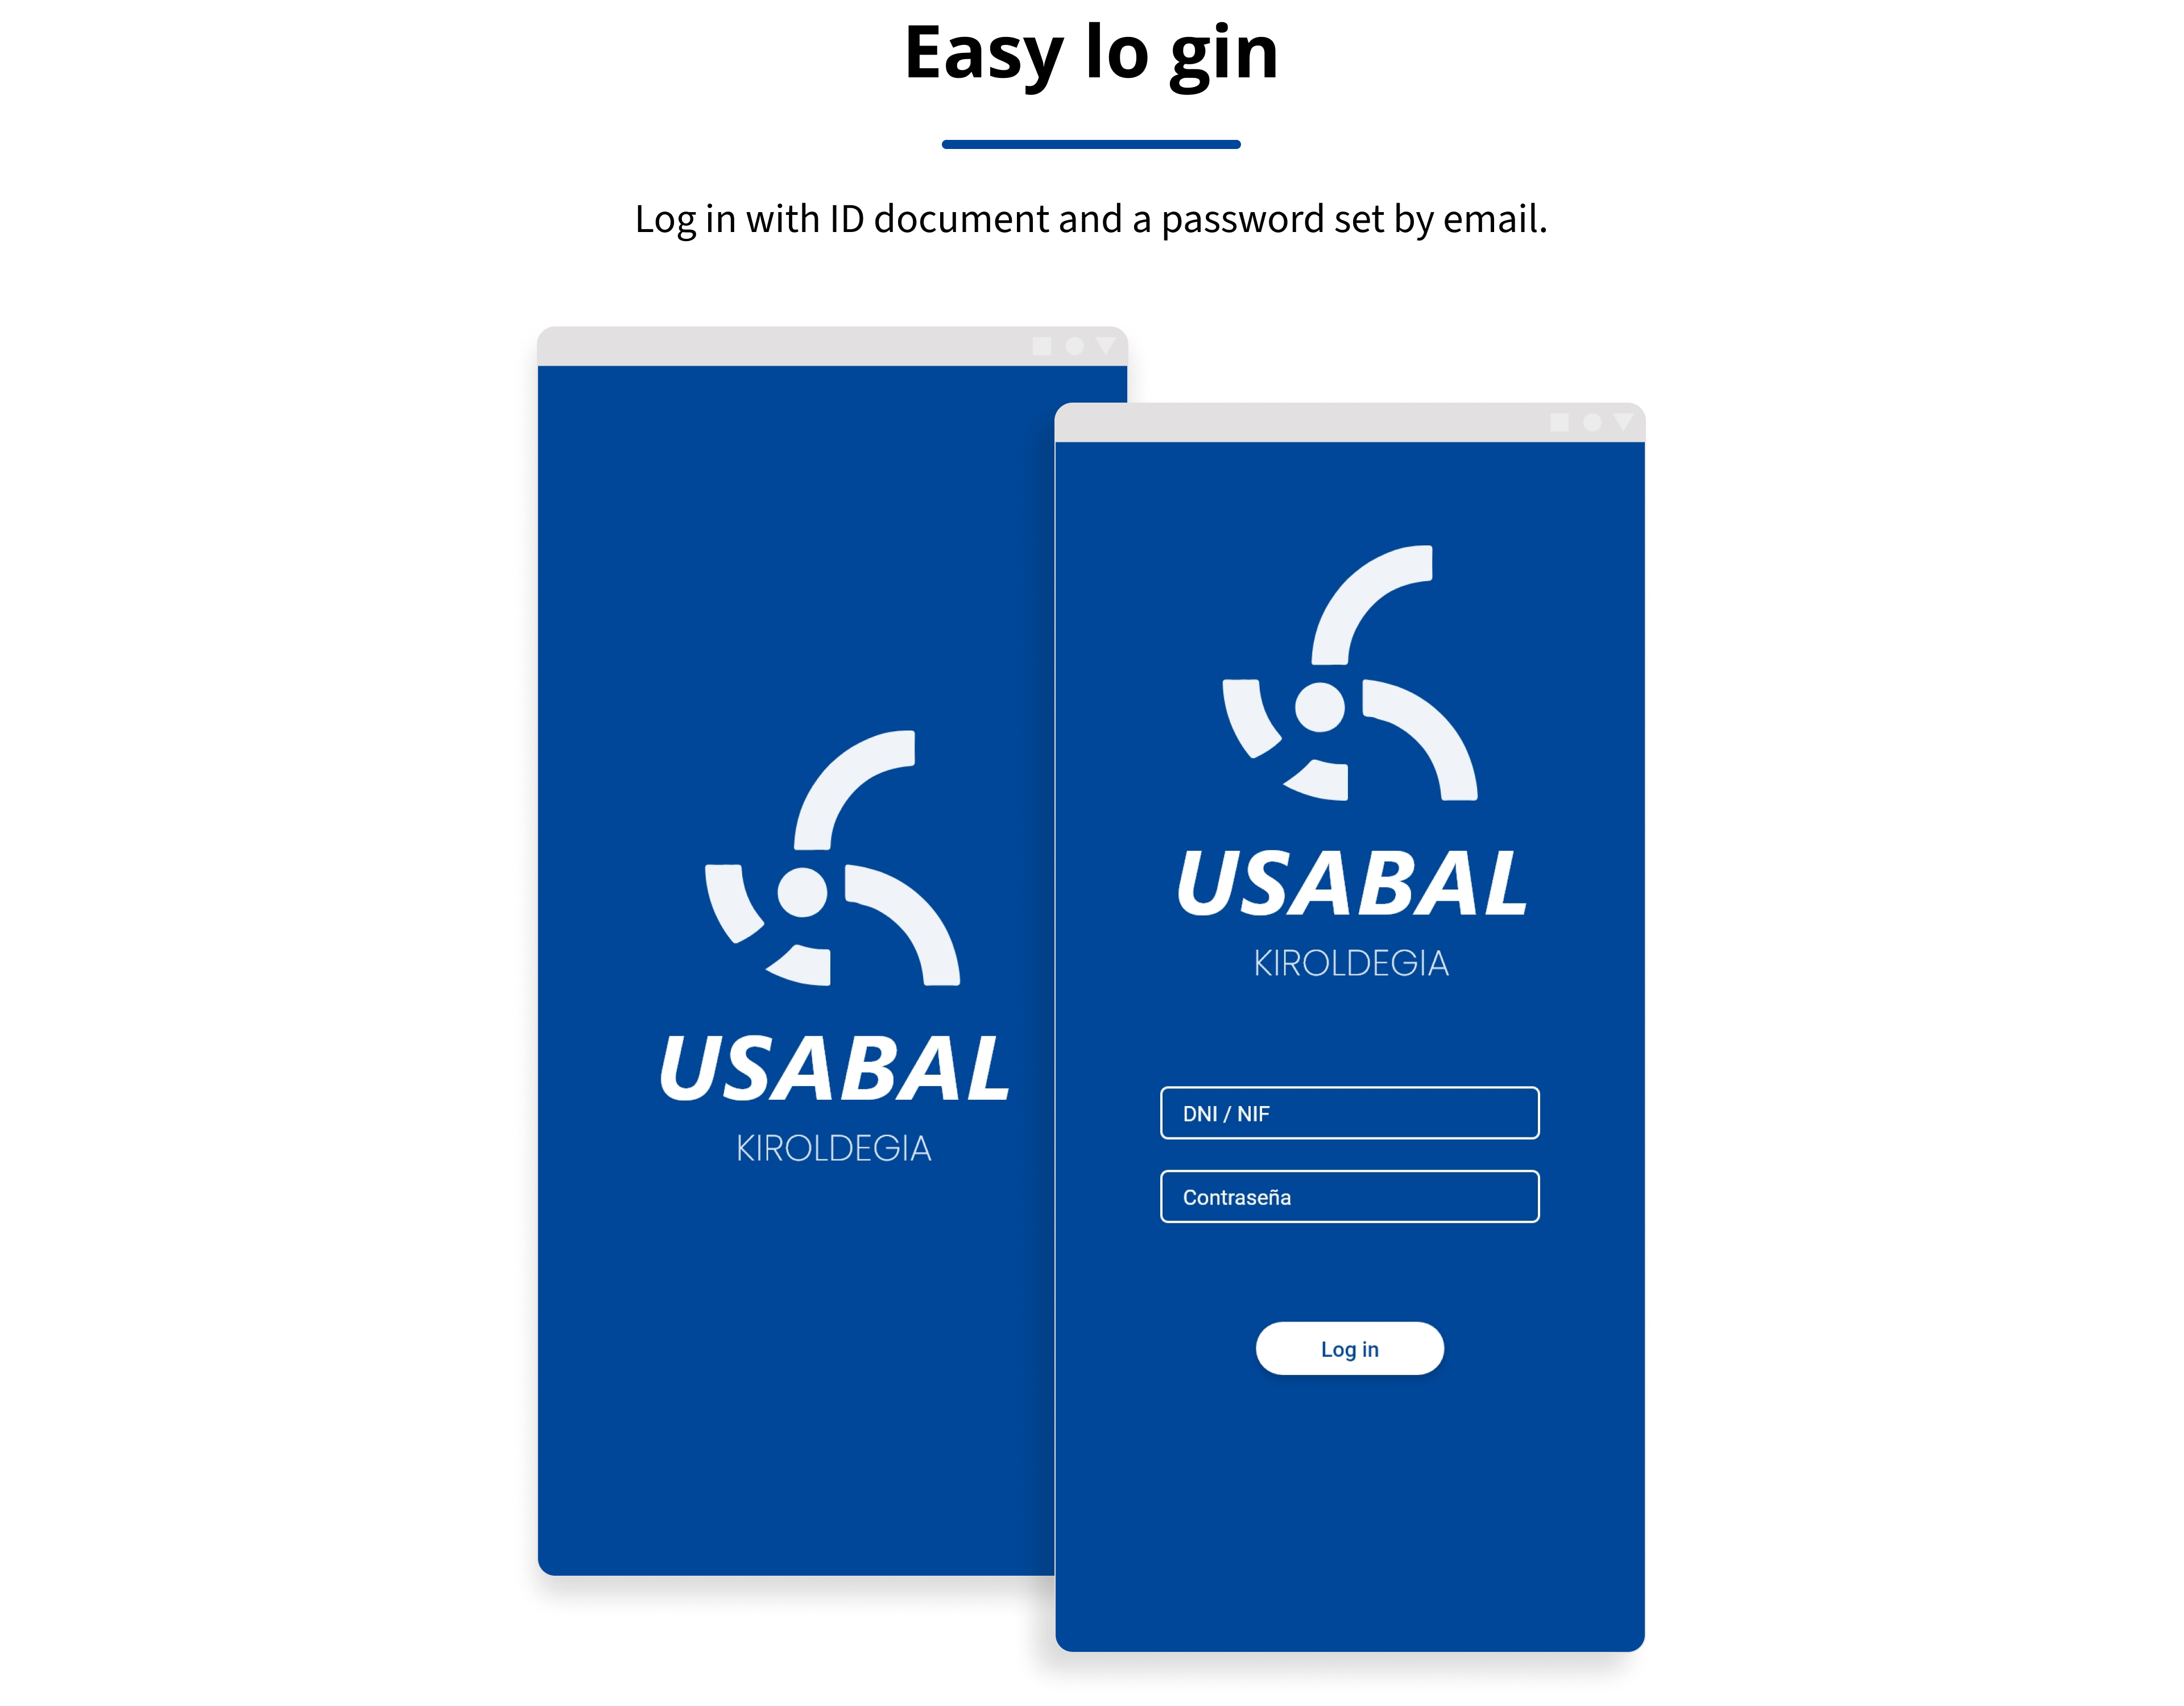 Easy lo gin
Log in with ID document and a password set by email.
USABAL
KIROLDEGIA
USABAL
KIROLDEGIA
DNI / NIF
Contraseña
Log in